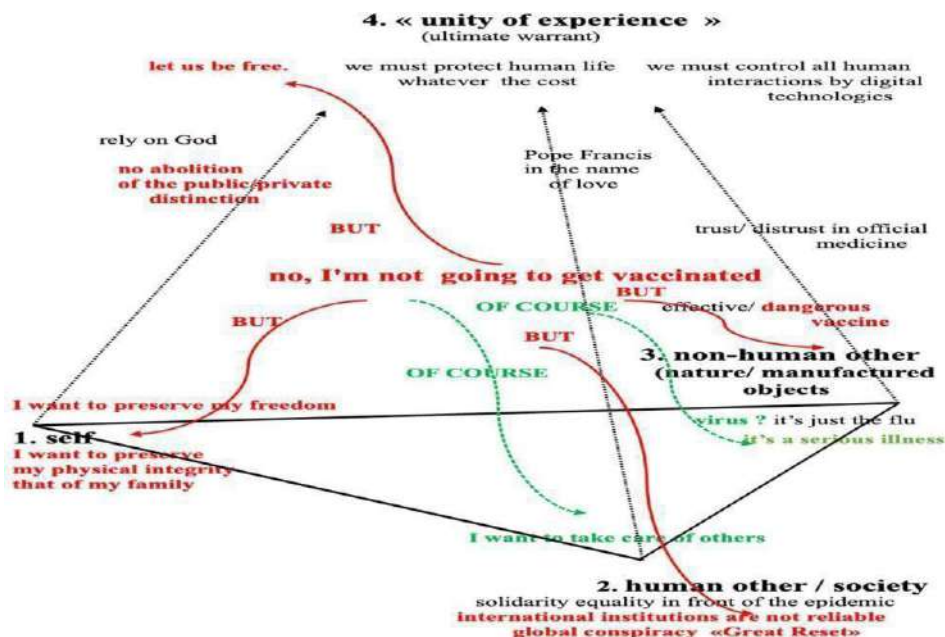 4. « unity of experience »
(ultimate warrant)
let us be free.
we must protect human life
whatever the cost
we must control all human
interactions by digital
technologics
rely on God
no abolition
of the public/private
distinction
Pope Francis
in the name
of love
trust/ distrust in official
medicine
BUT
no, I'm not going to get vaccinated
BUT
OF COURSE
BUT
BUT
effective/ dangerous
vaccine
3. non-human other
(nature/ manufactured
objects
OF COURSE
I want to preserve my freedom
1. self
I want to preserve
my physical integrity
that of my family
virus ? it's just the flu
it's a serious illness
I want to take care of others
2. human other / society
solidarity equality in front of the epidemic
international institutions are not reliable
global conspiracy «Great Reset»